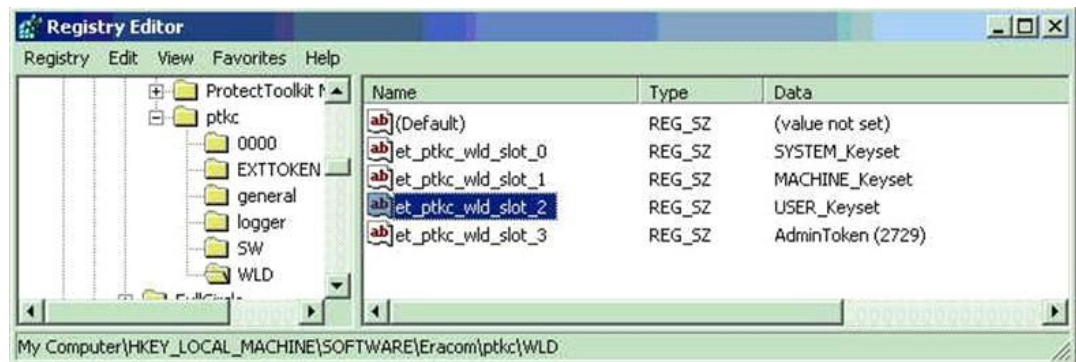 Registry Editor
Registry Edit View Favorites Help
ProtectToolkit
ptkc
0000
EXTTOKEN
general
logger
SW
WLD
Name Type Data
(Default) REG_SZ (value not set)
et_ptkc_wld_slot_0 REG_SZ SYSTEM_Keyset
et_ptkc_wld_slot_1 REG_SZ MACHINE_Keyset
et_ptkc_wld_slot_2 REG_SZ USER_Keyset
et_ptkc_wld_slot_3 REG_SZ AdminToken (2729)
My Computer\HKEY_LOCAL_MACHINE\SOFTWARE\Eracom\ptkc\WLD